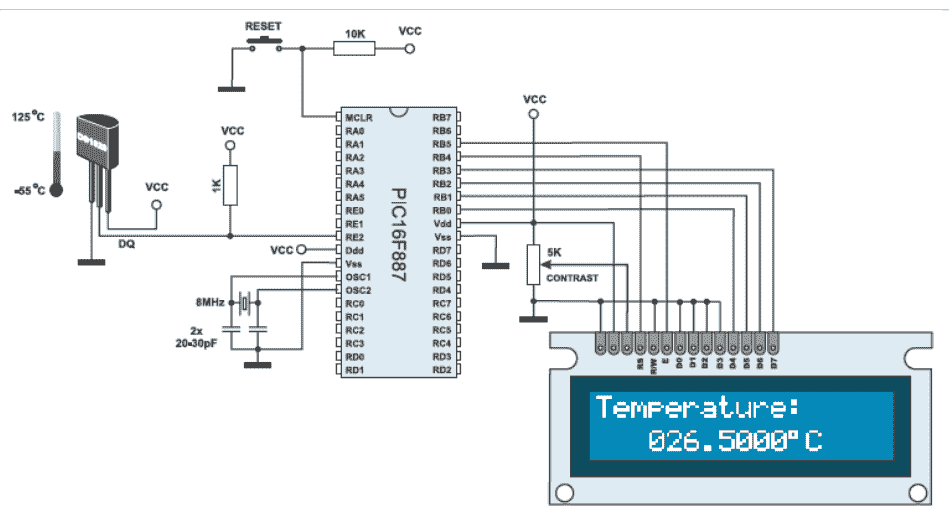 RESET
10K
VCC
125°C
-55°C
VCC
1K
VCC
DQ
VCC
8MHz
2x
20-30pF
MCLR
RA0
RA1
RA2
RA3
RA4
RA5
RE0
RE1
RE2
Ddd
Vss
OSC1
OSC2
RC0
RC1
RC2
RC3
RD0
RD1
PIC16F887
RB7
RB6
RB5
RB4
RB3
RB2
RB1
RB0
Vdd
Vss
RD7
RD6
RD5
RD4
RC7
RC6
RC5
RC4
RD3
RD2
VCC
5K
CONTRAST
RS
R/W
E
D0
D1
D2
D3
D4
D5
D6
D7
Temperature:
026.5000°C